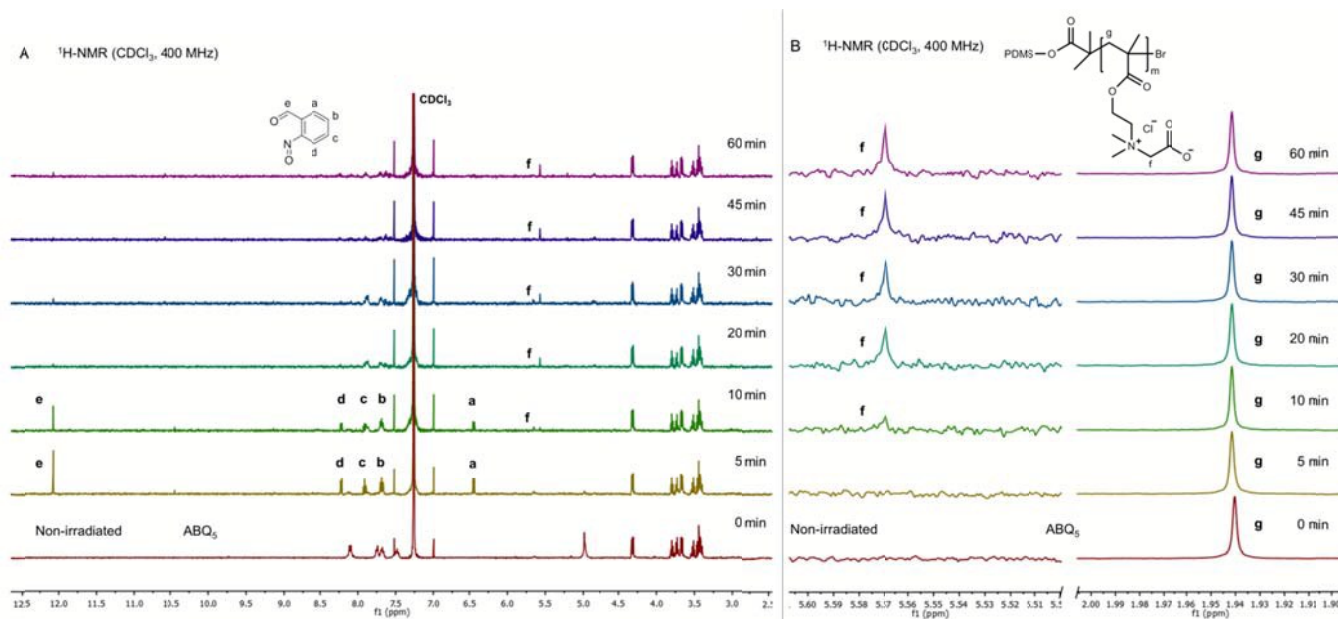 A ¹H-NMR (CDCl₃, 400 MHz)
CDCl₃
e a
b
c
d
O
N
O
f 60 min
f 45 min
f 30 min
f 20 min
e d c b a f 10 min
e d c b a 5 min
Non-irradiated ABQ₅ 0 min
12.5 12.0 11.5 11.0 10.5 10.0 9.5 9.0 8.5 8.0 7.5 7.0 6.5 6.0 5.5 5.0 4.5 4.0 3.5 3.0 2.5
f1 (ppm)
B ¹H-NMR (CDCl₃, 400 MHz)
O g
PDMS O Br
m
O
O
Cl⁻
O
N⁺ O⁻
f
f g 60 min
f g 45 min
f g 30 min
f g 20 min
f g 10 min
g 5 min
Non-irradiated ABQ₅ g 0 min
5.60 5.59 5.58 5.57 5.56 5.55 5.54 5.53 5.52 5.51 2.00 1.99 1.98 1.97 1.96 1.95 1.94 1.93 1.92 1.91 1.90
f1 (ppm) f1 (ppm)